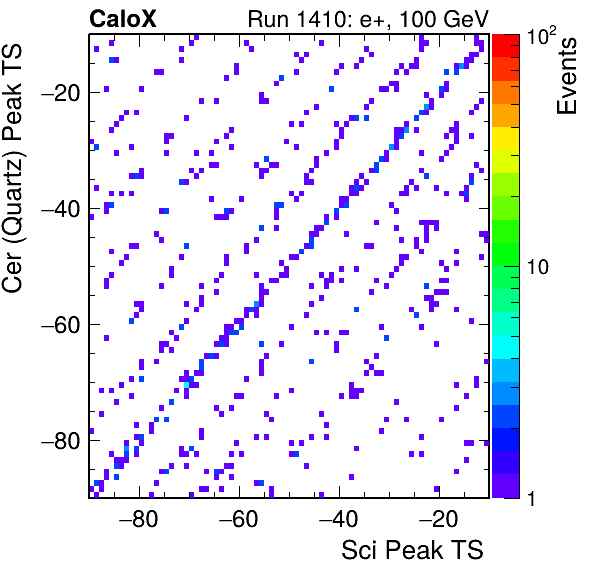 CaloX Run 1410: e+, 100 GeV
Cer (Quartz) Peak TS
−20
−40
−60
−80
−80 −60 −40 −20
Sci Peak TS
10²
10
1
Events